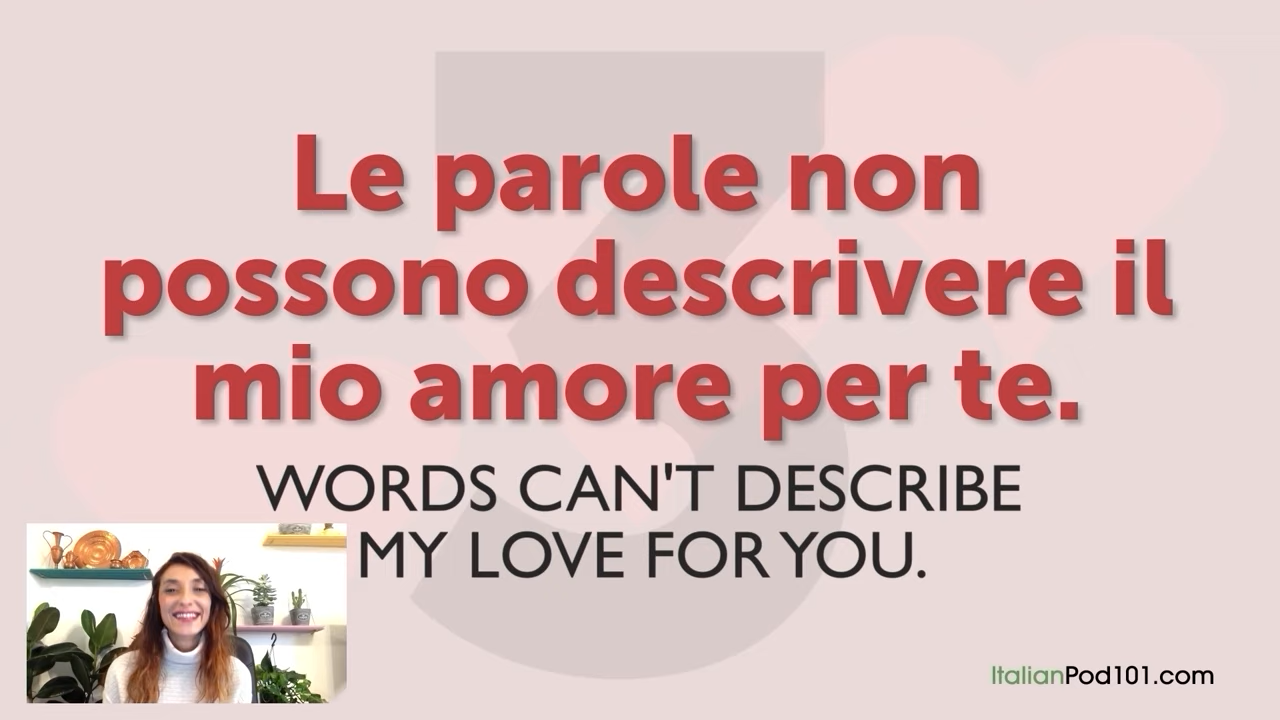 3
Le parole non
possono descrivere il
mio amore per te.
WORDS CAN'T DESCRIBE
MY LOVE FOR YOU.
ItalianPod101.com